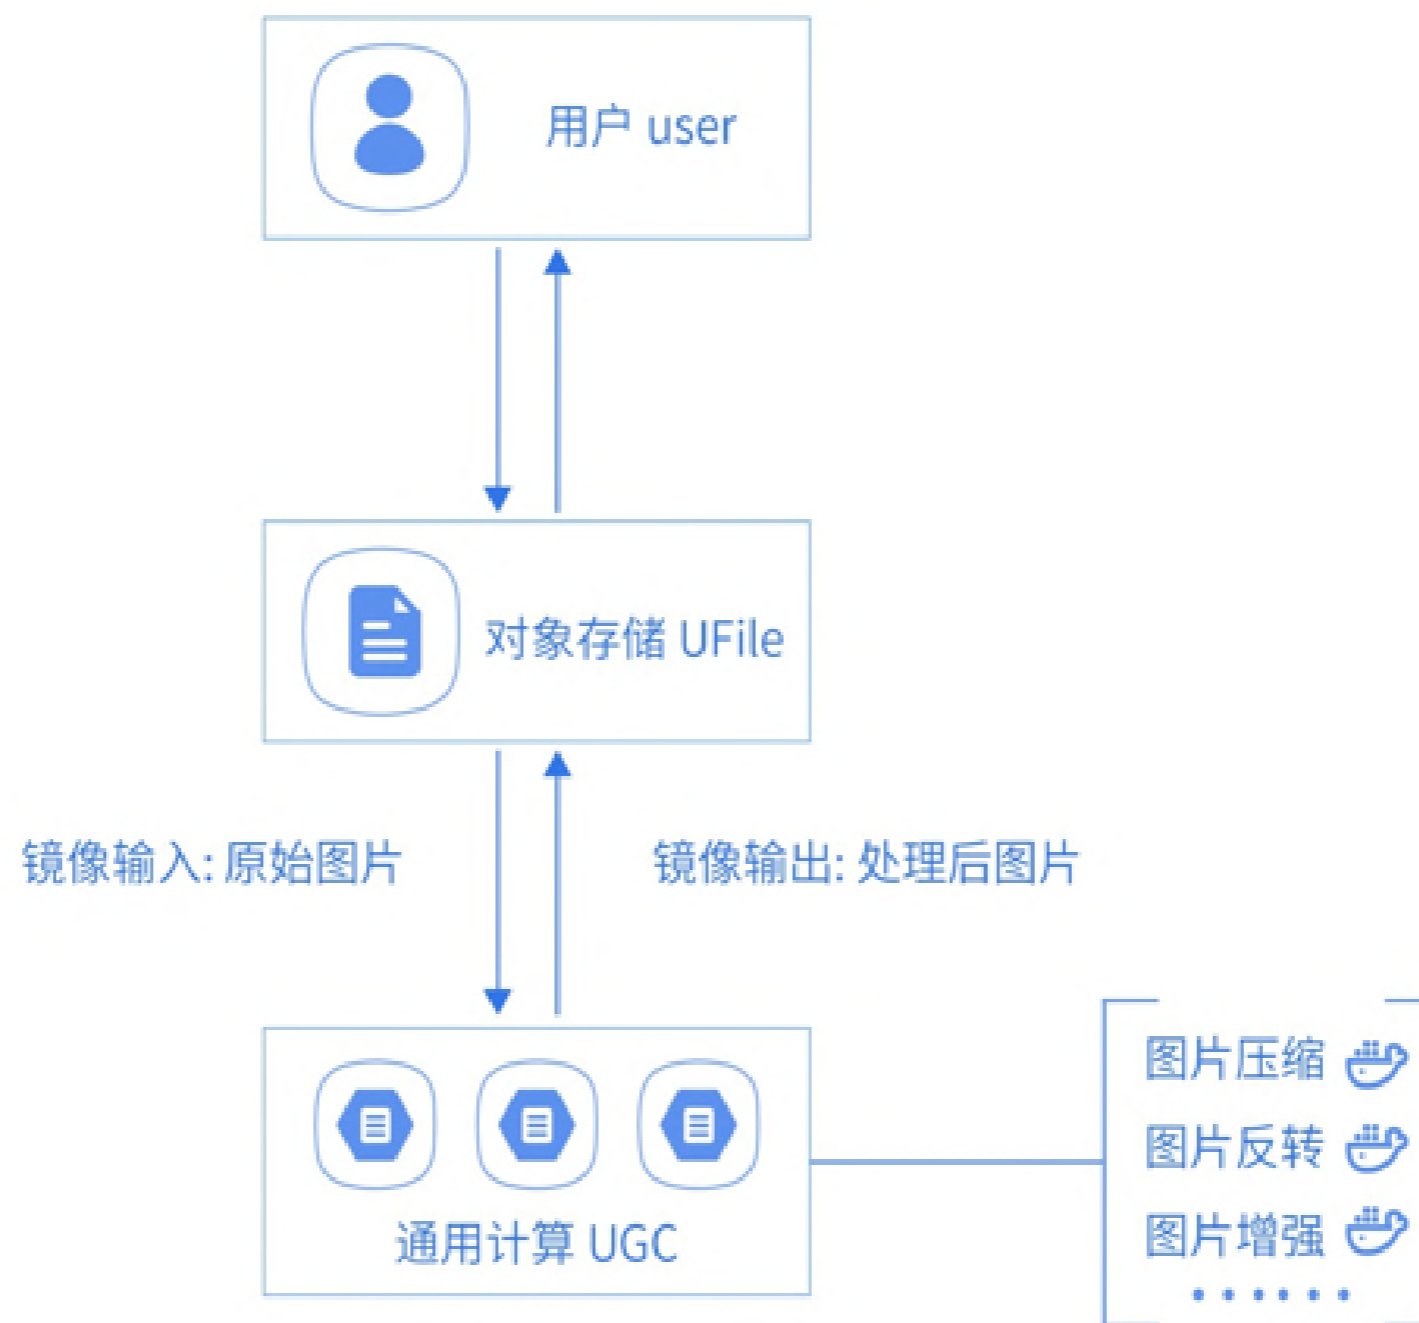 用户 user
对象存储 UFile
镜像输入: 原始图片
镜像输出: 处理后图片
图片压缩
图片反转
图片增强
......
通用计算 UGC